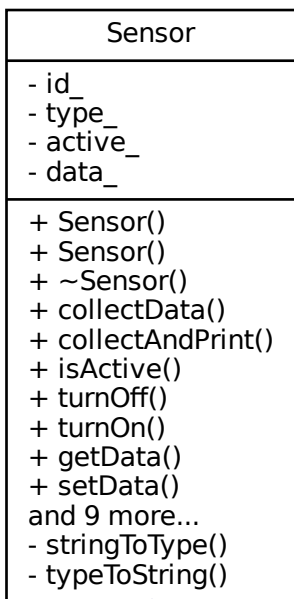 Sensor
- id_
- type_
- active_
- data_
+ Sensor()
+ Sensor()
+ ~Sensor()
+ collectData()
+ collectAndPrint()
+ isActive()
+ turnOff()
+ turnOn()
+ getData()
+ setData()
and 9 more...
- stringToType()
- typeToString()